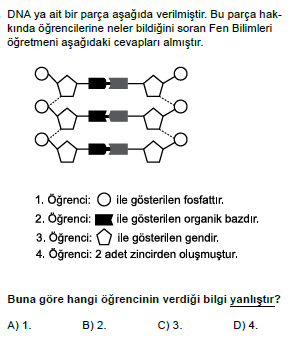 DNA ya ait bir parça aşağıda verilmiştir. Bu parça hak-
kında öğrencilerine neler bildiğini soran Fen Bilimleri
öğretmeni aşağıdaki cevapları almıştır.
1. Öğrenci: ile gösterilen fosfattır.
2. Öğrenci: ile gösterilen organik bazdır.
3. Öğrenci: ile gösterilen gendir.
4. Öğrenci: 2 adet zincirden oluşmuştur.
Buna göre hangi öğrencinin verdiği bilgi yanlıştır?
A) 1. B) 2. C) 3. D) 4.